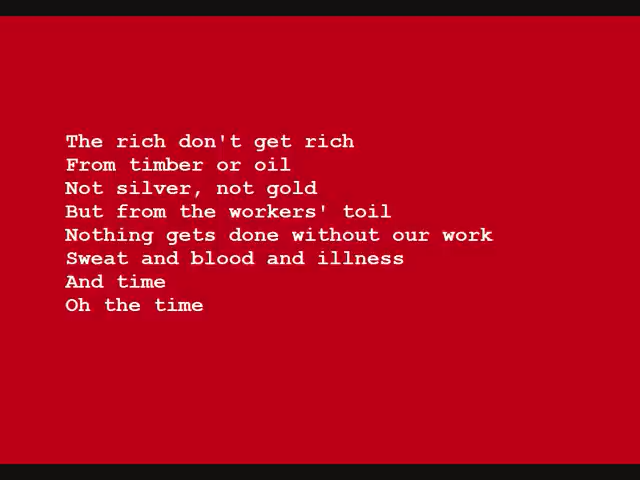 The rich don't get rich
From timber or oil
Not silver, not gold
But from the workers' toil
Nothing gets done without our work
Sweat and blood and illness
And time
Oh the time